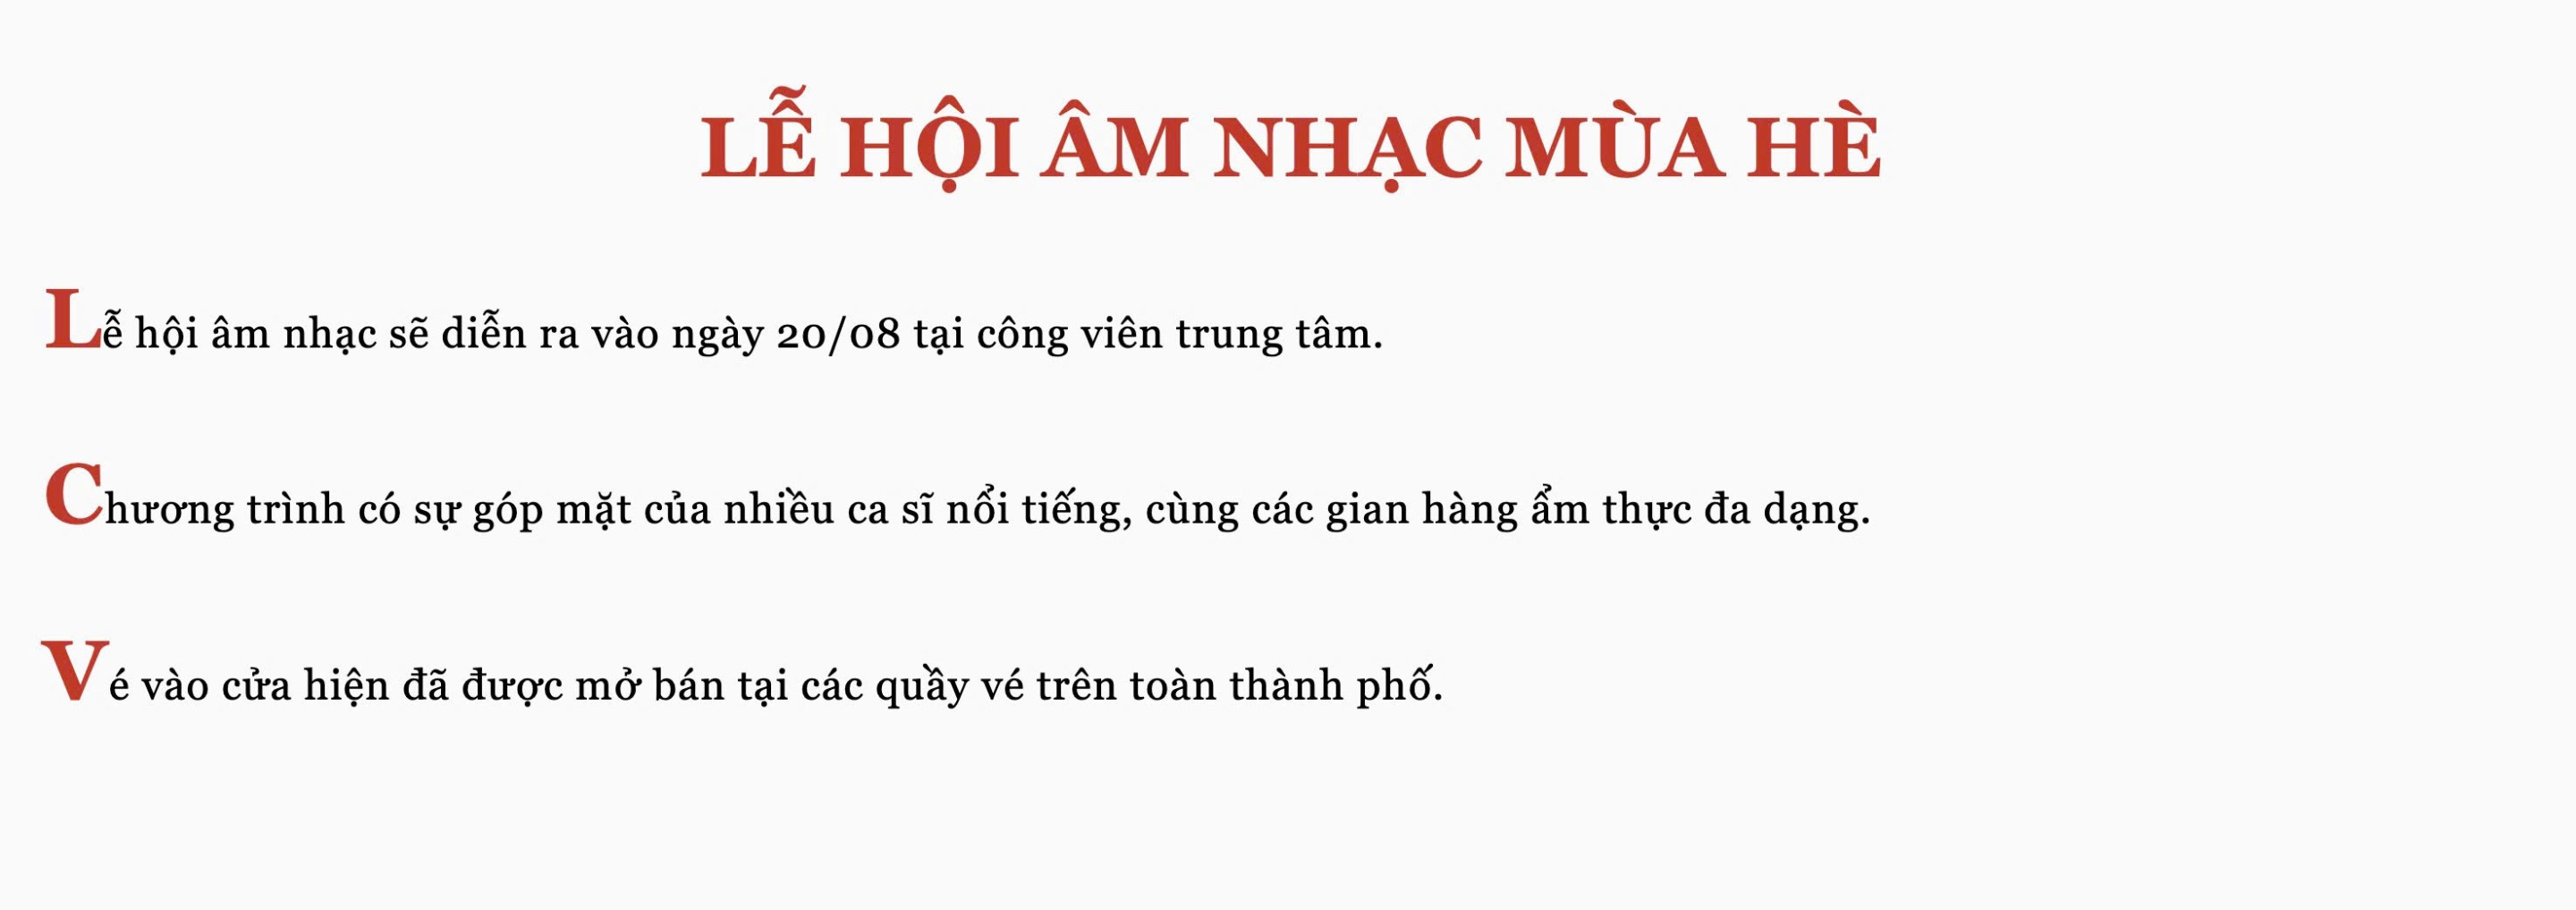 LỄ HỘI ÂM NHẠC MÙA HÈ
Lễ hội âm nhạc sẽ diễn ra vào ngày 20/08 tại công viên trung tâm.
Chương trình có sự góp mặt của nhiều ca sĩ nổi tiếng, cùng các gian hàng ẩm thực đa dạng.
Vé vào cửa hiện đã được mở bán tại các quầy vé trên toàn thành phố.